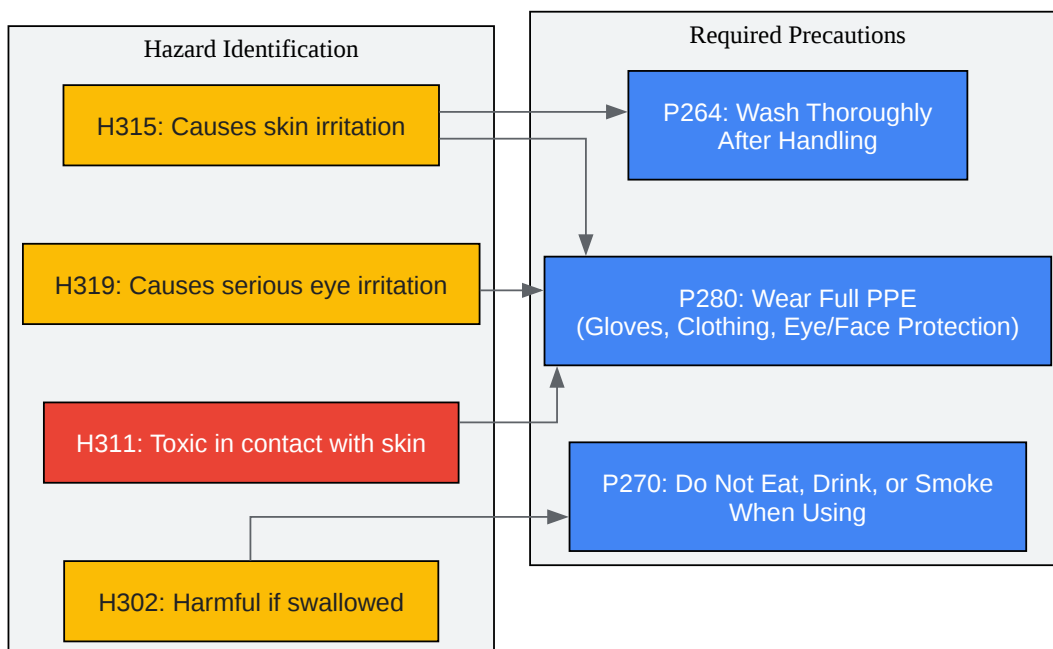 Hazard Identification
H315: Causes skin irritation
H319: Causes serious eye irritation
H311: Toxic in contact with skin
H302: Harmful if swallowed
Required Precautions
P264: Wash Thoroughly
After Handling
P280: Wear Full PPE
(Gloves, Clothing, Eye/Face Protection)
P270: Do Not Eat, Drink, or Smoke
When Using